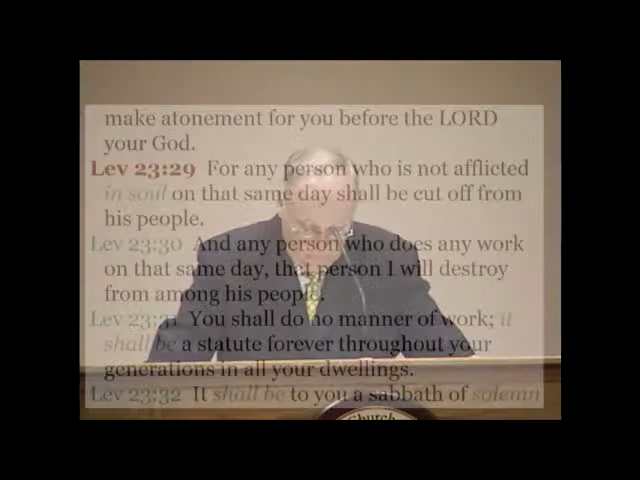 make atonement for you before the LORD
your God.
Lev 23:29 For any person who is not afflicted
in soul on that same day shall be cut off from
his people.
Lev 23:30 And any person who does any work
on that same day, that person I will destroy
from among his people.
Lev 23:31 You shall do no manner of work; it
shall be a statute forever throughout your
generations in all your dwellings.
Lev 23:32 It shall be to you a sabbath of solemn
Church